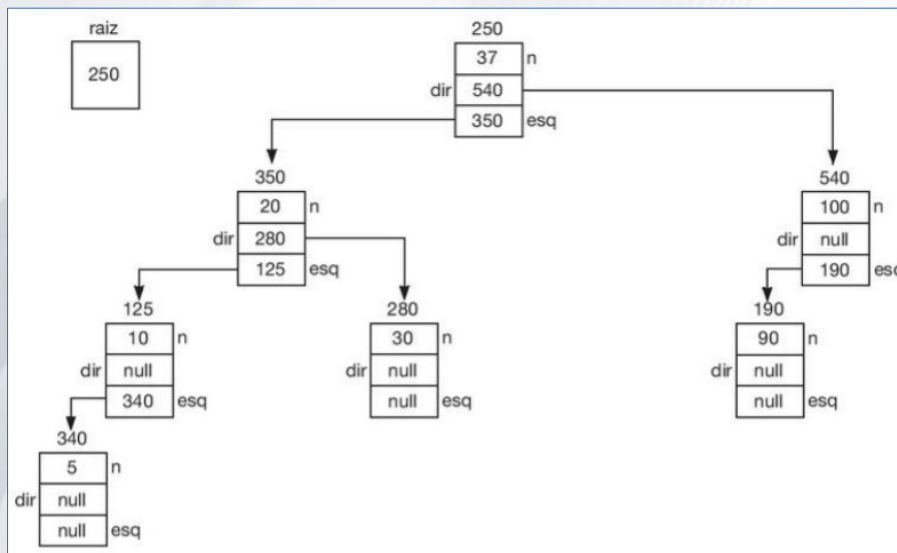 raiz
250
250
37 n
dir 540
350 esq
350
20 n
dir 280
125 esq
540
100 n
dir null
190 esq
125
10 n
dir null
340 esq
280
30 n
dir null
null esq
190
90 n
dir null
null esq
340
5 n
dir null
null esq